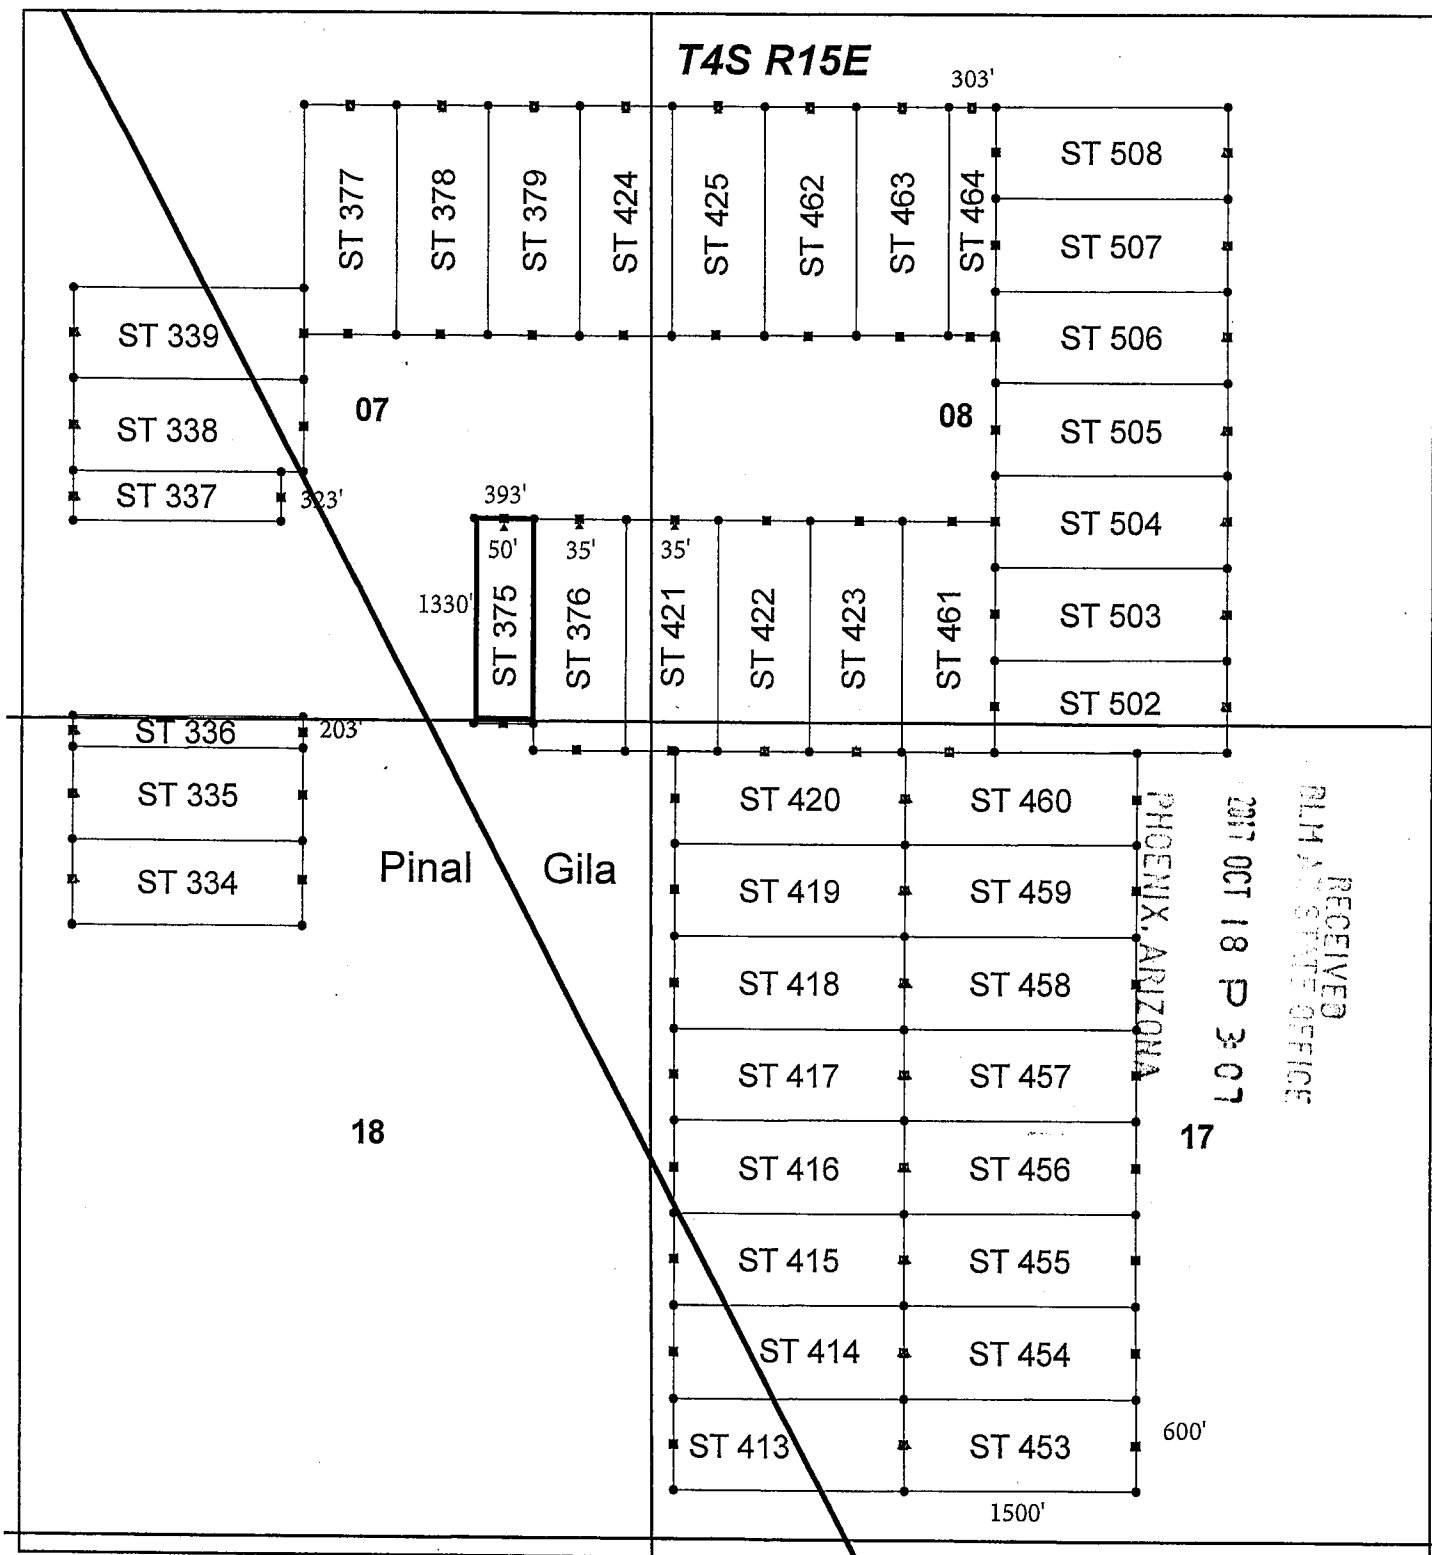 T4S R15E
303'
ST 377
ST 378
ST 379
ST 424
ST 425
ST 462
ST 463
ST 464
ST 508
ST 507
ST 506
ST 505
ST 504
ST 503
ST 502
ST 339
ST 338
ST 337
323'
07
08
393'
50'
35'
35'
1330'
ST 375
ST 376
ST 421
ST 422
ST 423
ST 461
ST 336
203'
ST 335
ST 334
Pinal
Gila
ST 420
ST 460
ST 419
ST 459
ST 418
ST 458
ST 417
ST 457
ST 416
ST 456
ST 415
ST 455
ST 414
ST 454
ST 413
ST 453
18
17
600'
1500'
RECEIVED
BLM STATE OFFICE
2017 OCT 18 P 3:07
PHOENIX, ARIZONA